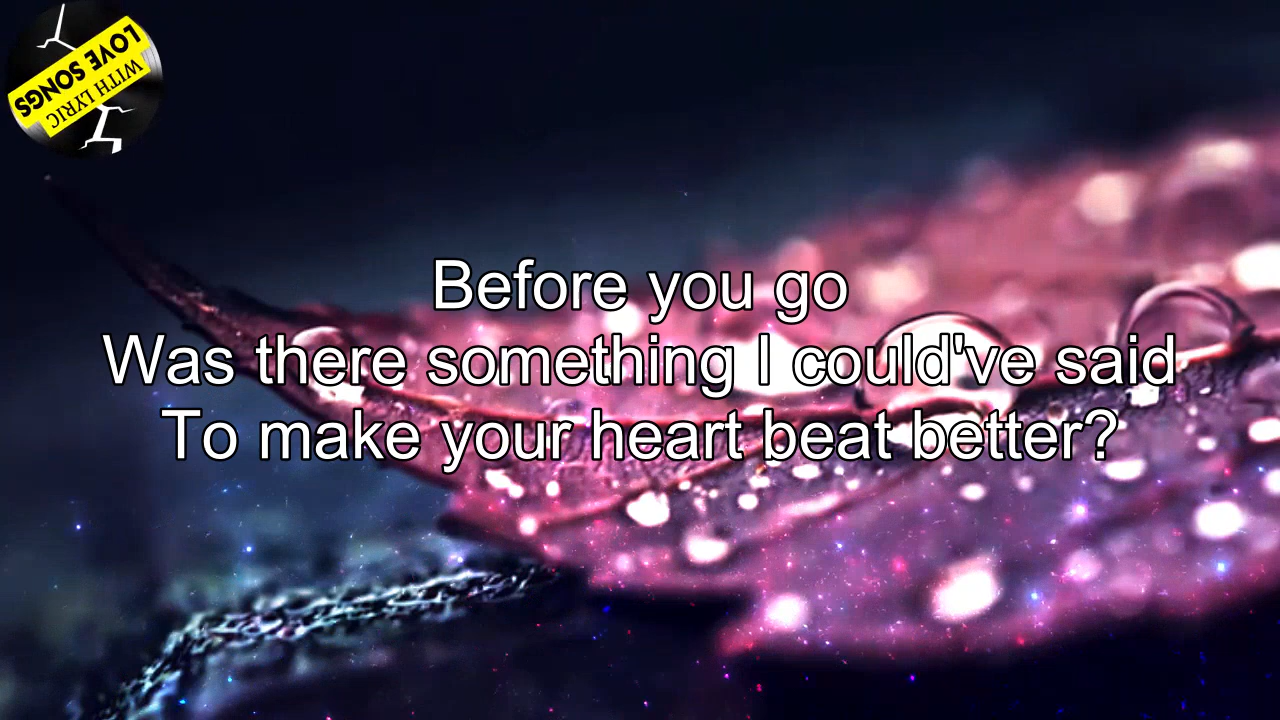 LOVE SONGS
WITH LYRIC
Before you go
Was there something I could've said
To make your heart beat better?